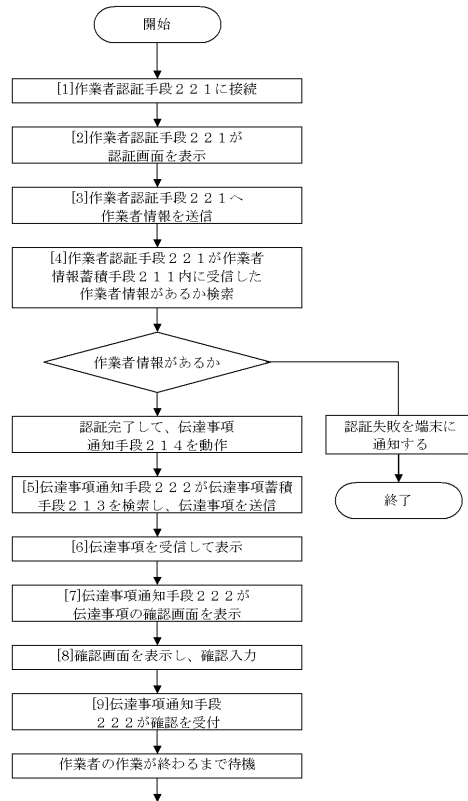 開始
[1]作業者認証手段２２１に接続
[2]作業者認証手段２２１が
認証画面を表示
[3]作業者認証手段２２１へ
作業者情報を送信
[4]作業者認証手段２２１が作業者
情報蓄積手段２１１内に受信した
作業者情報があるか検索
作業者情報があるか
認証完了して、伝達事項
通知手段２１４を動作
認証失敗を端末に
通知する
[5]伝達事項通知手段２２２が伝達事項蓄積
手段２１３を検索し、伝達事項を送信
終了
[6]伝達事項を受信して表示
[7]伝達事項通知手段２２２が
伝達事項の確認画面を表示
[8]確認画面を表示し、確認入力
[9]伝達事項通知手段
２２２が確認を受付
作業者の作業が終わるまで待機